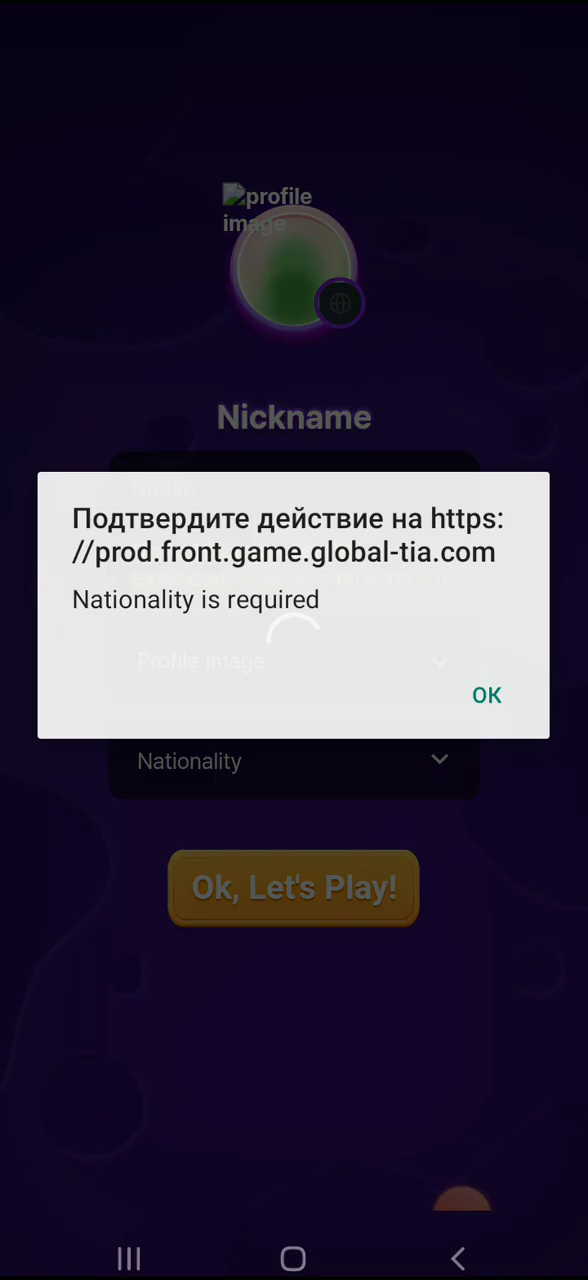 profile
image
Nickname
Подтвердите действие на https:
//prod.front.game.global-tia.com
Nationality is required
Profile image
ОК
Nationality
Ok, Let's Play!